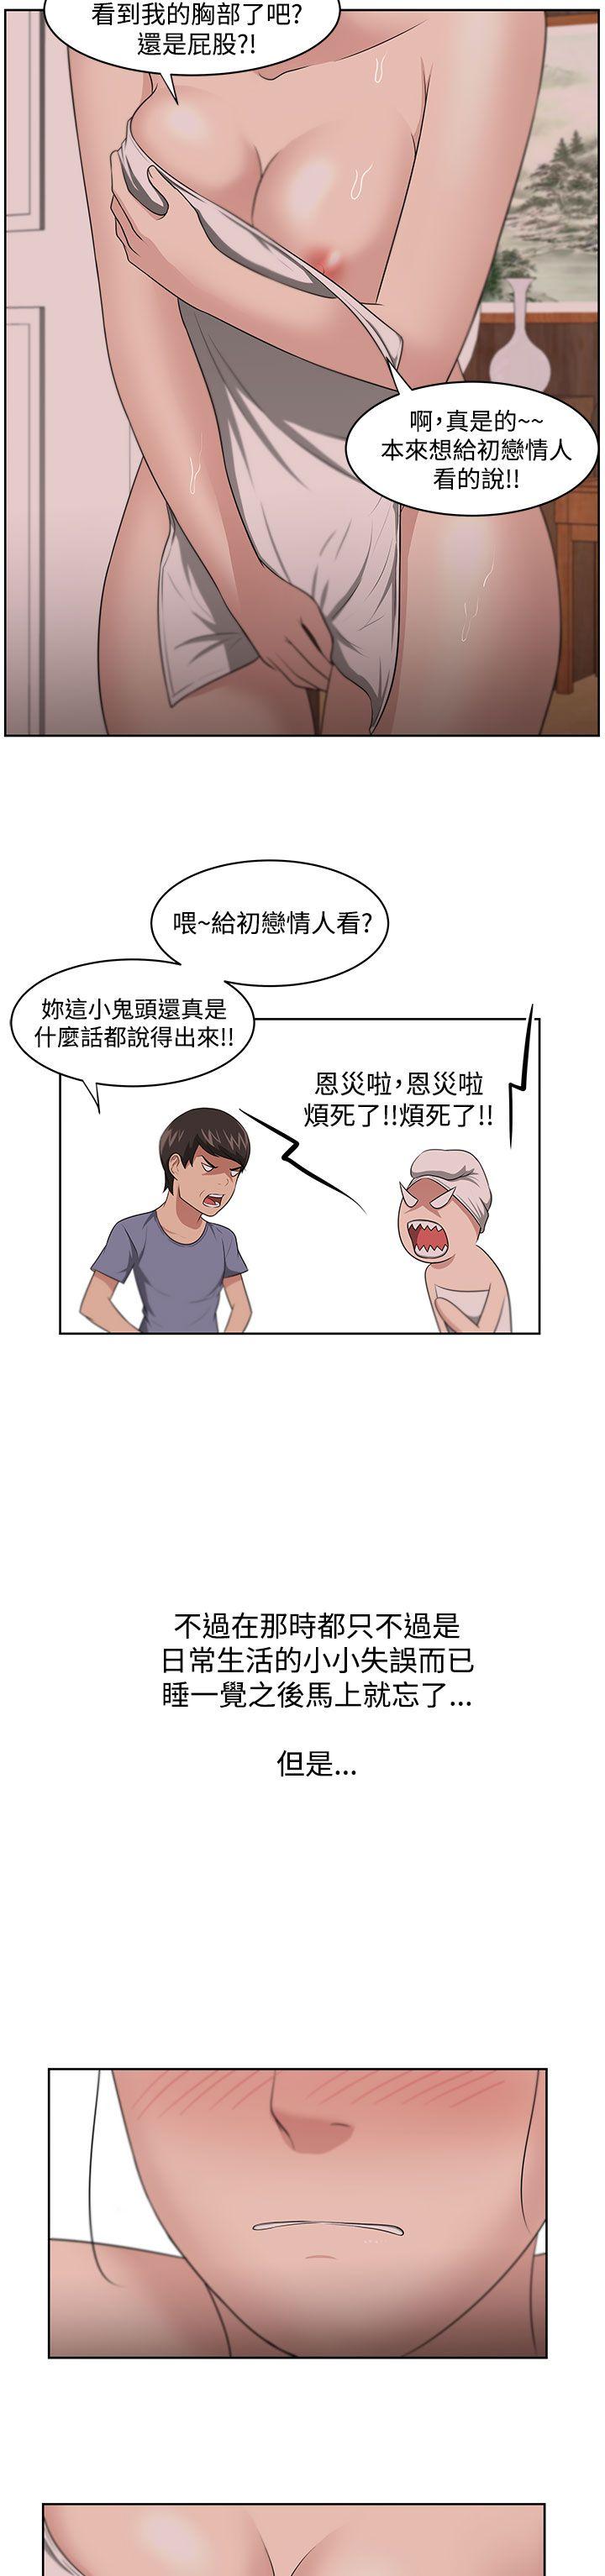 看到我的胸部了吧?
還是屁股?!
啊,真是的~~
本來想給初戀情人
看的說!!
喂~給初戀情人看?
妳這小鬼頭還真是
什麼話都說得出來!!
恩災啦,恩災啦
煩死了!!煩死了!!
不過在那時都只不過是
日常生活的小小失誤而已
睡一覺之後馬上就忘了...
但是...